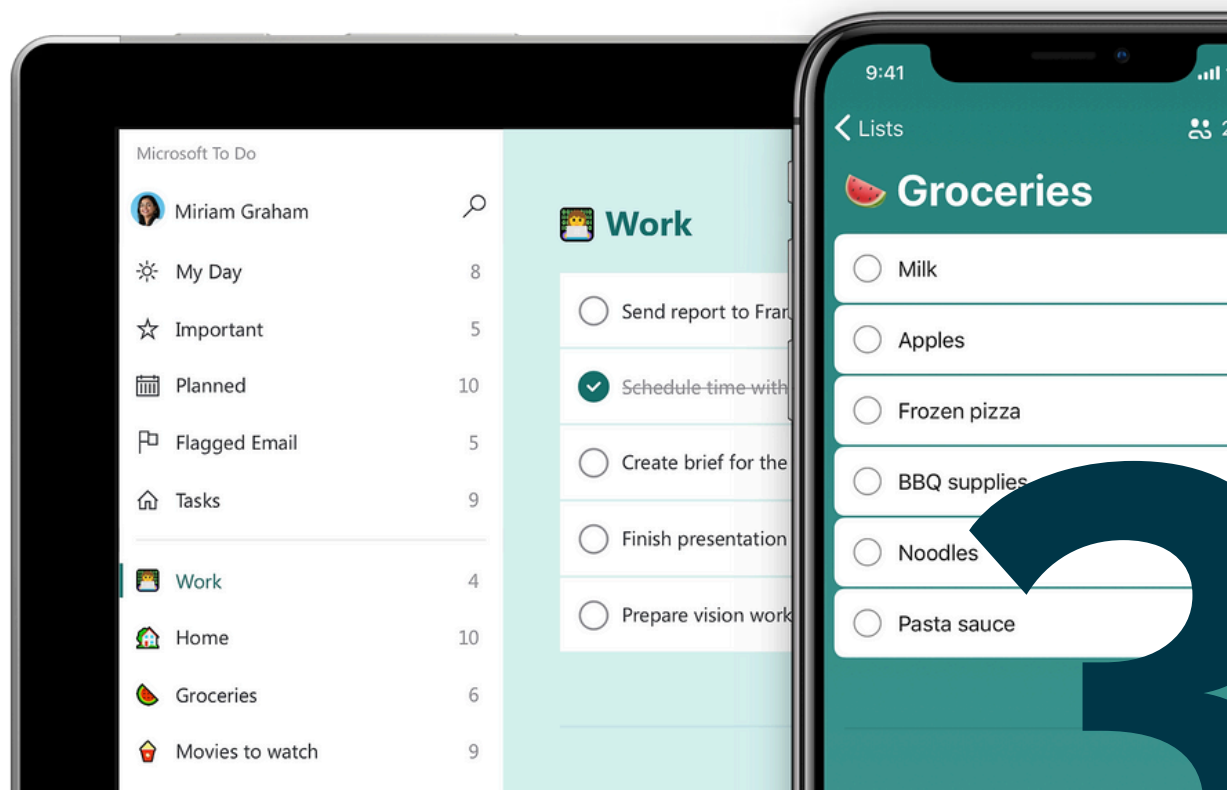 Microsoft To Do
Miriam Graham
My Day 8
Important 5
Planned 10
Flagged Email 5
Tasks 9
Work 4
Home 10
Groceries 6
Movies to watch 9
Work
Send report to
Schedule time with
Create brief for the
Finish presentation
Prepare vision
9:41
Lists
Groceries
Milk
Apples
Frozen pizza
BBQ supplies
Noodles
Pasta sauce
3